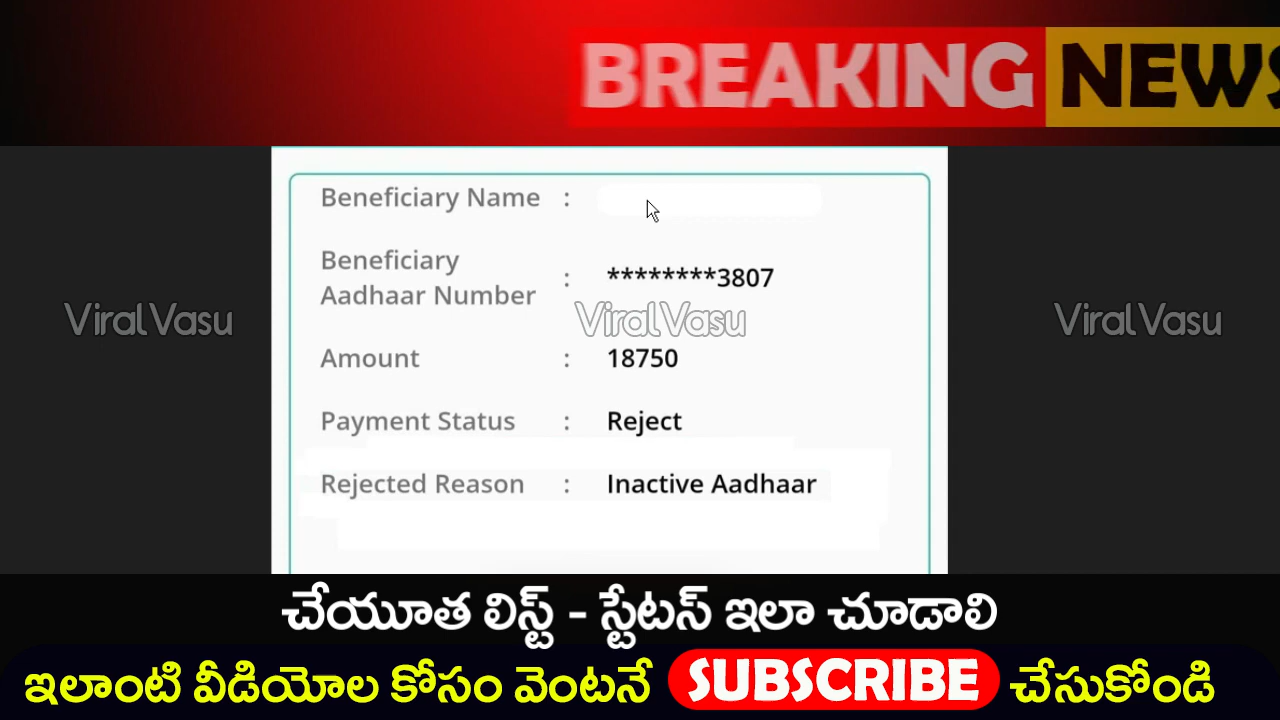 BREAKING NEWS
Beneficiary Name :
Beneficiary
Aadhaar Number : ********3807
ViralVasu ViralVasu ViralVasu
Amount : 18750
Payment Status : Reject
Rejected Reason : Inactive Aadhaar
చేయూత లిస్ట్ - స్టేటస్ ఇలా చూడాలి
ఇలాంటి వీడియోల కోసం వెంటనే SUBSCRIBE చేసుకోండి